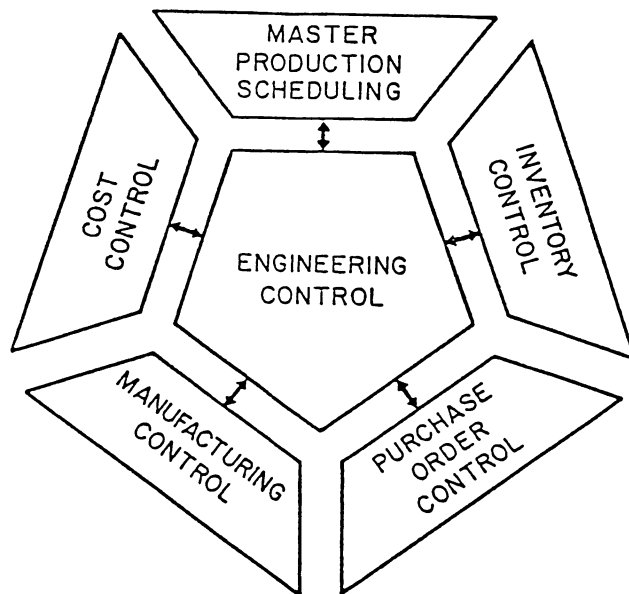 MASTER
PRODUCTION
SCHEDULING
COST
CONTROL
INVENTORY
CONTROL
ENGINEERING
CONTROL
MANUFACTURING
CONTROL
PURCHASE
ORDER
CONTROL